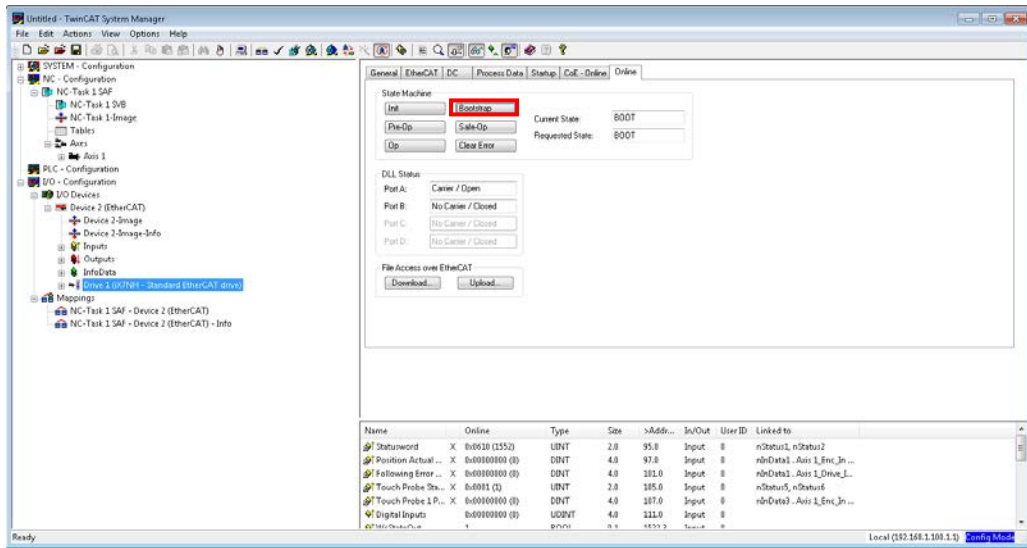 Untitled - TwinCAT System Manager
File Edit Actions View Options Help
SYSTEM - Configuration
NC - Configuration
NC-Task 1 SAF
NC-Task 1 SVB
NC-Task 1-Image
Tables
Axes
Axis 1
PLC - Configuration
I/O - Configuration
I/O Devices
Device 2 (EtherCAT)
Device 2-Image
Device 2-Image-Info
Inputs
Outputs
InfoData
Drive 1 (iX7NH - Standard EtherCAT drive)
Mappings
NC-Task 1 SAF - Device 2 (EtherCAT)
NC-Task 1 SAF - Device 2 (EtherCAT) - Info
General EtherCAT DC Process Data Startup CoE - Online Online
State Machine
Init Bootstrap
Pre-Op Safe-Op
Op Clear Error
Current State: BOOT
Requested State: BOOT
DLL Status
Port A: Carrier / Open
Port B: No Carrier / Closed
Port C: No Carrier / Closed
Port D: No Carrier / Closed
File Access over EtherCAT
Download... Upload...
Name Online Type Size >Addr... In/Out User ID Linked to
Statusword X 0x0610 (1552) UINT 2.0 95.0 Input 0 nStatus1, nStatus2
Position Actual ... X 0x00000000 (0) DINT 4.0 97.0 Input 0 nInData1 . Axis 1_Enc_In ...
Following Error ... X 0x00000000 (0) DINT 4.0 101.0 Input 0 nInData1 . Axis 1_Drive_I...
Touch Probe Sta... X 0x0001 (1) UINT 2.0 105.0 Input 0 nStatus5, nStatus6
Touch Probe 1 P... X 0x00000000 (0) DINT 4.0 107.0 Input 0 nInData3 . Axis 1_Enc_In ...
Digital Inputs 0x00000000 (0) UDINT 4.0 111.0 Input 0
WcStateOut 1 BOOL 0.1 1522.3 Input 0
Ready Local (192.168.1.100.1.1) Config Mode